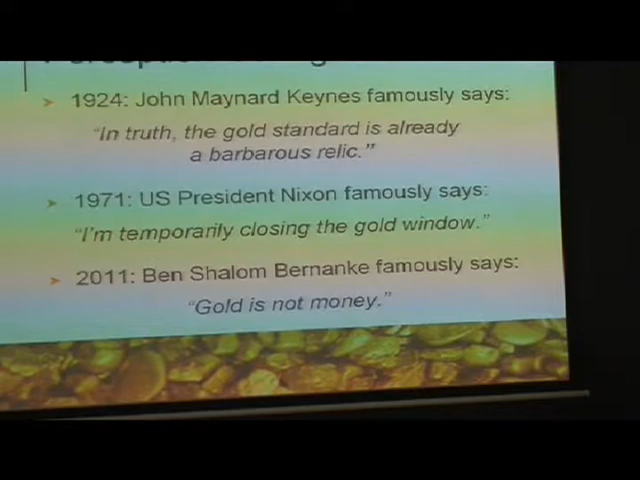 1924: John Maynard Keynes famously says:
"In truth, the gold standard is already
a barbarous relic."
1971: US President Nixon famously says:
"I'm temporarily closing the gold window."
2011: Ben Shalom Bernanke famously says:
"Gold is not money."